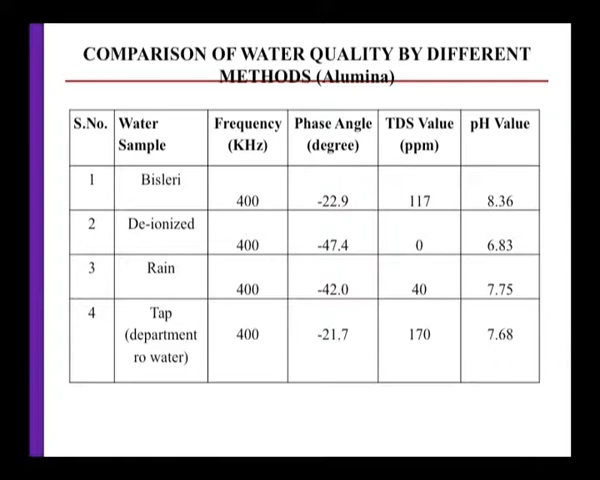 COMPARISON OF WATER QUALITY BY DIFFERENT
METHODS (Alumina)
S.No. Water Sample Frequency (KHz) Phase Angle (degree) TDS Value (ppm) pH Value
1 Bisleri 400 -22.9 117 8.36
2 De-ionized 400 -47.4 0 6.83
3 Rain 400 -42.0 40 7.75
4 Tap (department ro water) 400 -21.7 170 7.68